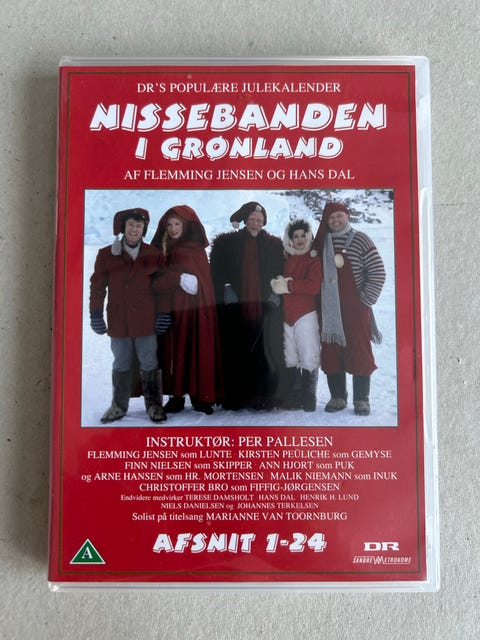 DR'S POPULÆRE JULEKALENDER
NISSEBANDEN
I GRØNLAND
AF FLEMMING JENSEN OG HANS DAL
INSTRUKTØR: PER PALLESEN
FLEMMING JENSEN som LUNTE · KIRSTEN PEÜLICHE som GEMYSE
FINN NIELSEN som SKIPPER · ANN HJORT som PUK
og ARNE HANSEN som HR. MORTENSEN · MALIK NIEMANN som INUK
CHRISTOFFER BRO som FIFFIG-JØRGENSEN
Endvidere medvirker TERESE DAMSHOLT · HANS DAL · HENRIK H. LUND
NIELS DANIELSEN og JOHANNES TERKELSEN
Solist på titelsang MARIANNE VAN TOORNBURG
AFSNIT 1-24
A
DR
SANDREW METRONOME